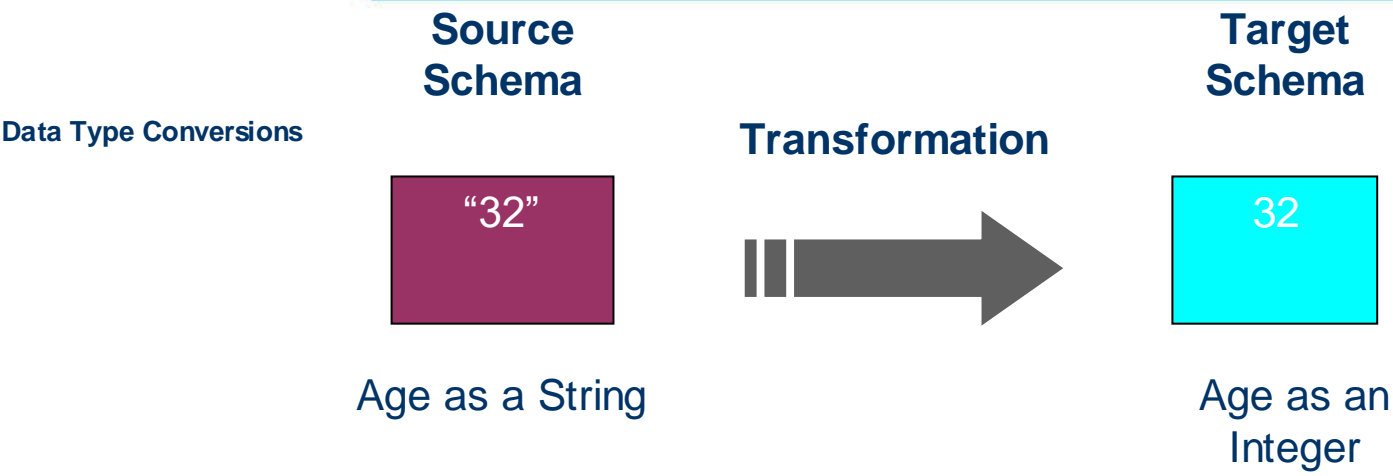 Source
Schema
Target
Schema
Data Type Conversions
Transformation
“32”
32
Age as a String
Age as an
Integer